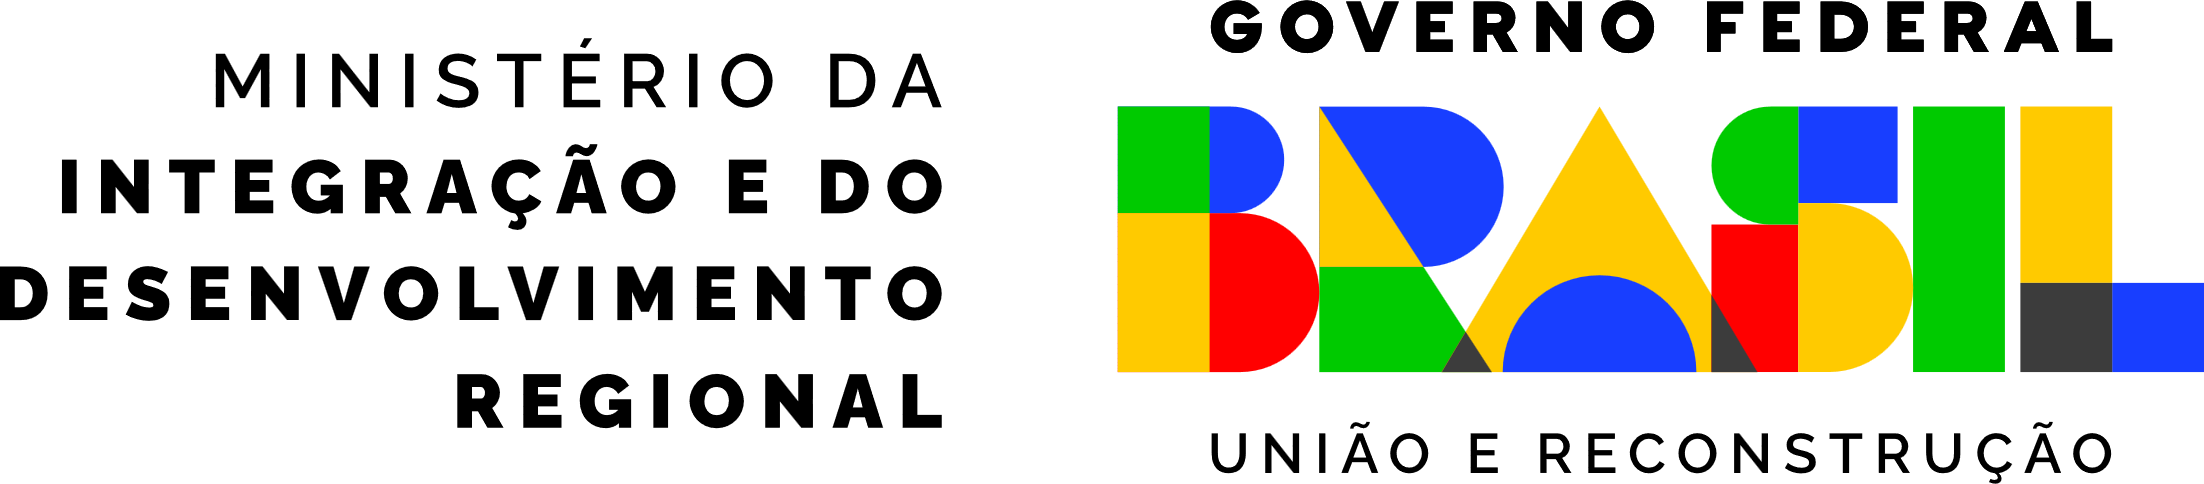 MINISTÉRIO DA
INTEGRAÇÃO E DO
DESENVOLVIMENTO
REGIONAL
GOVERNO FEDERAL
BRASIL
UNIÃO E RECONSTRUÇÃO